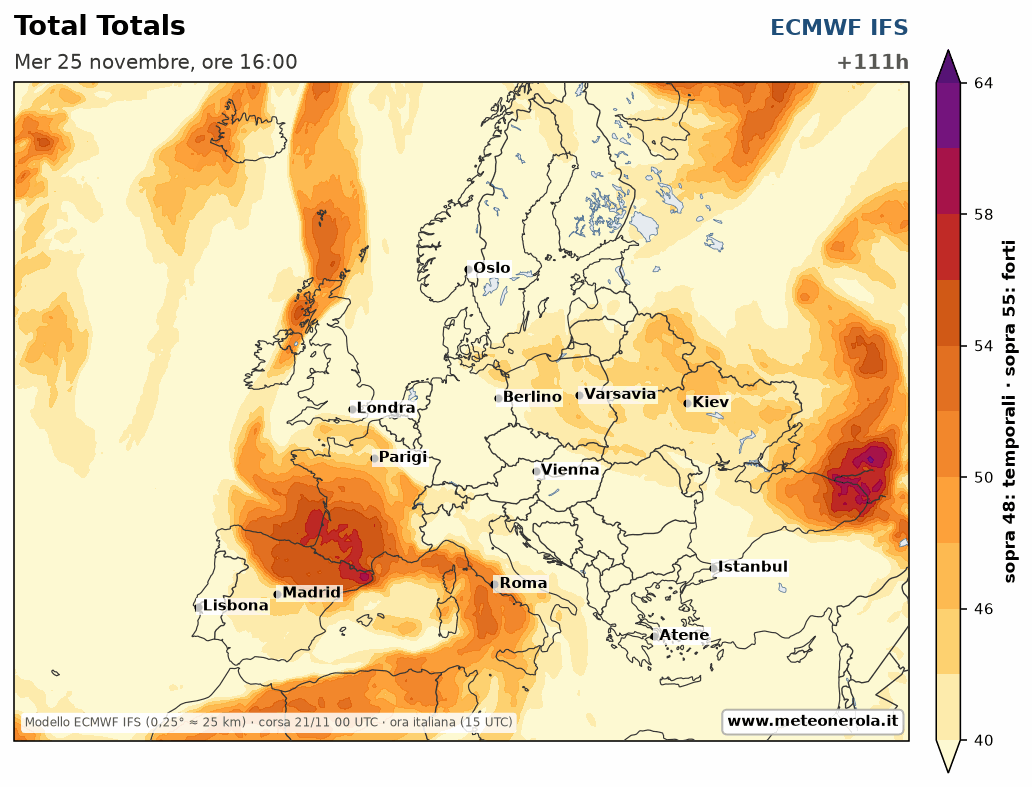 Total Totals
ECMWF IFS
Mer 25 novembre, ore 16:00
+111h
64
58
54
50
46
40
sopra 48: temporali · sopra 55: forti
Oslo
Berlino
Varsavia
Kiev
Londra
Parigi
Vienna
Istanbul
Roma
Madrid
Lisbona
Atene
Modello ECMWF IFS (0,25° ≈ 25 km) · corsa 21/11 00 UTC · ora italiana (15 UTC)
www.meteonerola.it